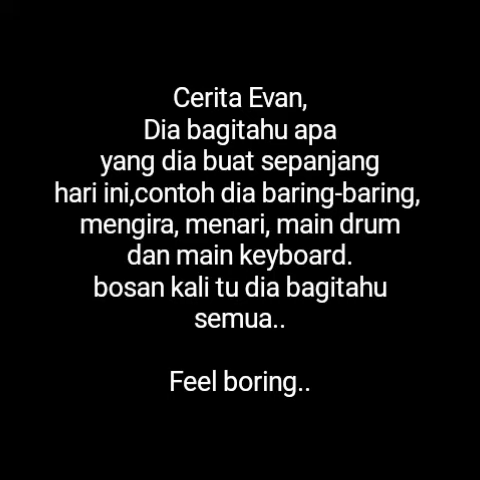 Cerita Evan,
Dia bagitahu apa
yang dia buat sepanjang
hari ini,contoh dia baring-baring,
mengira, menari, main drum
dan main keyboard.
bosan kali tu dia bagitahu
semua..
Feel boring..